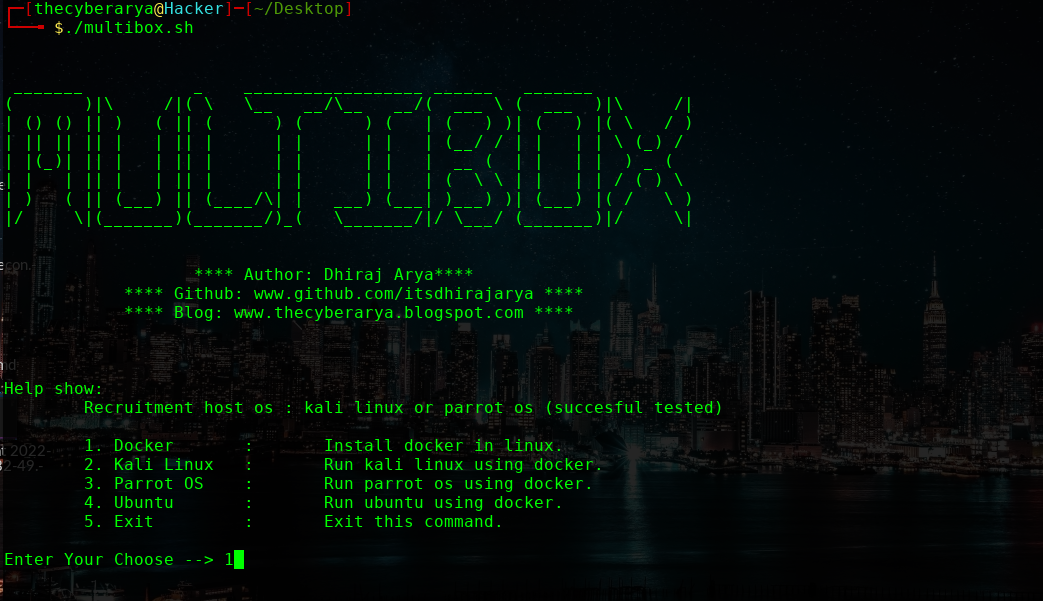 ┌─[thecyberarya@Hacker]─[~/Desktop]
└──╼ $./multibox.sh
MULTIBOX
**** Author: Dhiraj Arya****
**** Github: www.github.com/itsdhirajarya ****
**** Blog: www.thecyberarya.blogspot.com ****
Help show:
Recruitment host os : kali linux or parrot os (succesful tested)
1. Docker : Install docker in linux.
2. Kali Linux : Run kali linux using docker.
3. Parrot OS : Run parrot os using docker.
4. Ubuntu : Run ubuntu using docker.
5. Exit : Exit this command.
Enter Your Choose --> 1